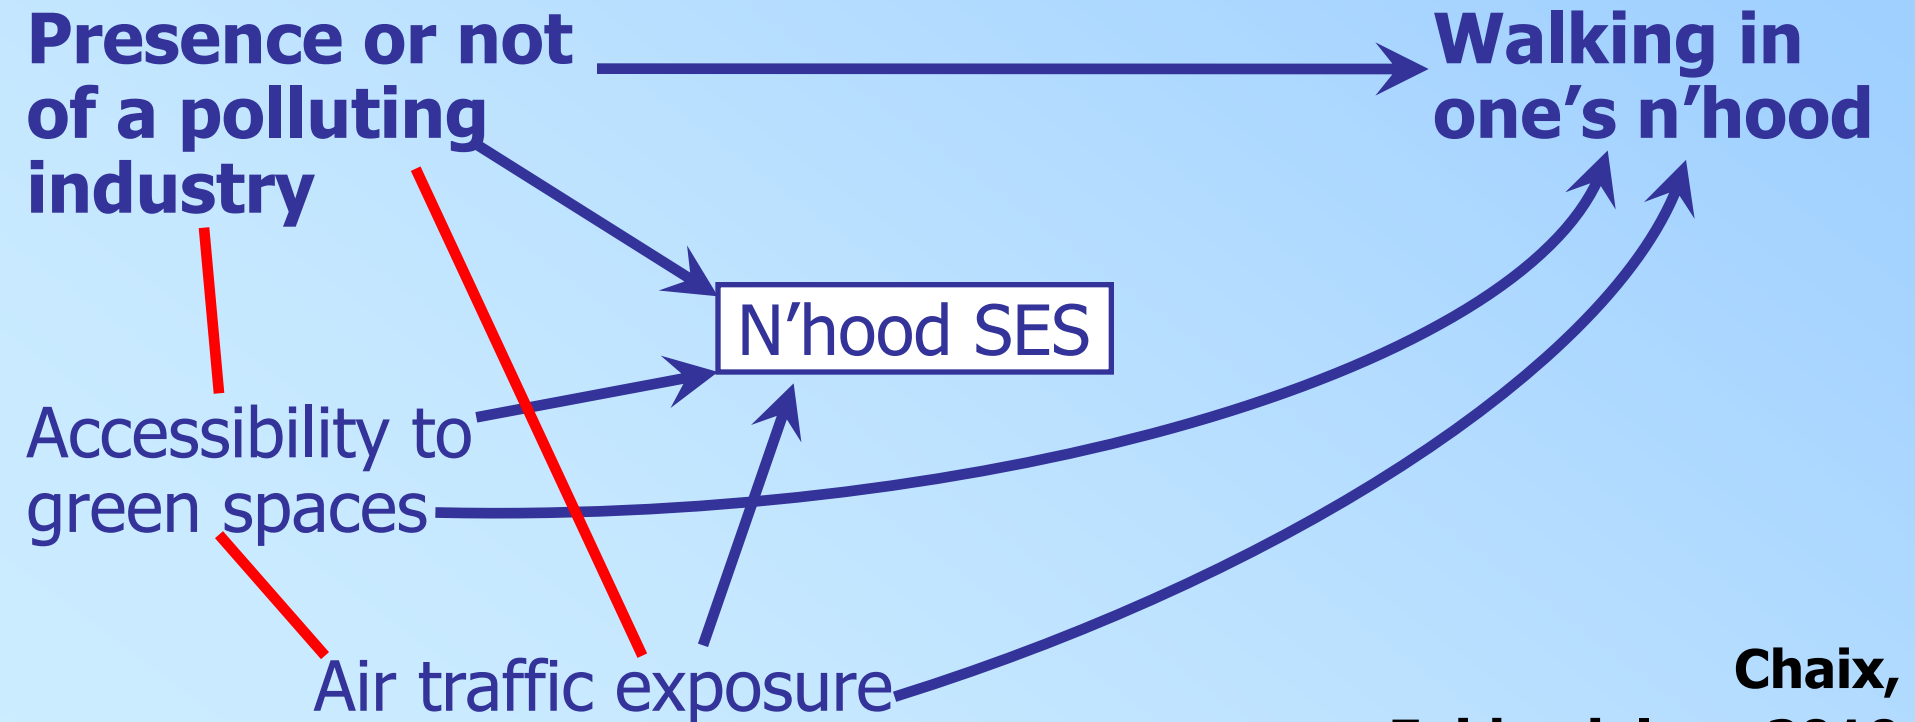 Presence or not
of a polluting
industry
Walking in
one’s n’hood
N’hood SES
Accessibility to
green spaces
Air traffic exposure
Chaix,
2010